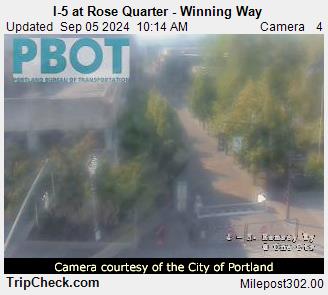 I-5 at Rose Quarter - Winning Way
Updated Sep 05 2024 10:14 AM Camera 4
PBOT
PORTLAND BUREAU OF TRANSPORTATION
Camera courtesy of the City of Portland
TripCheck.com Milepost302.00